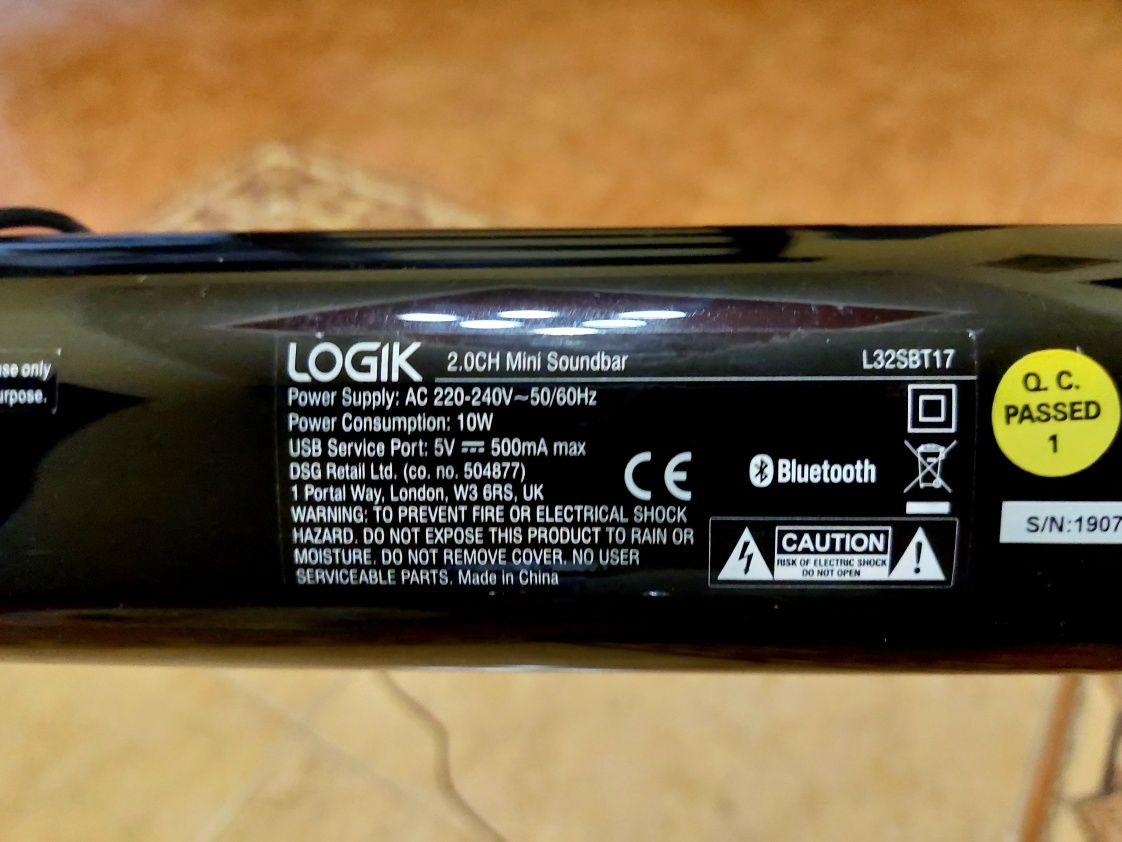 use only
purpose.
LOGIK 2.0CH Mini Soundbar L32SBT17
Power Supply: AC 220-240V~50/60Hz
Power Consumption: 10W
USB Service Port: 5V ⎓ 500mA max
DSG Retail Ltd. (co. no. 504877)
1 Portal Way, London, W3 6RS, UK
WARNING: TO PREVENT FIRE OR ELECTRICAL SHOCK
HAZARD. DO NOT EXPOSE THIS PRODUCT TO RAIN OR
MOISTURE. DO NOT REMOVE COVER. NO USER
SERVICEABLE PARTS. Made in China
CE
Bluetooth
CAUTION
RISK OF ELECTRIC SHOCK
DO NOT OPEN
Q. C.
PASSED
1
S/N:1907